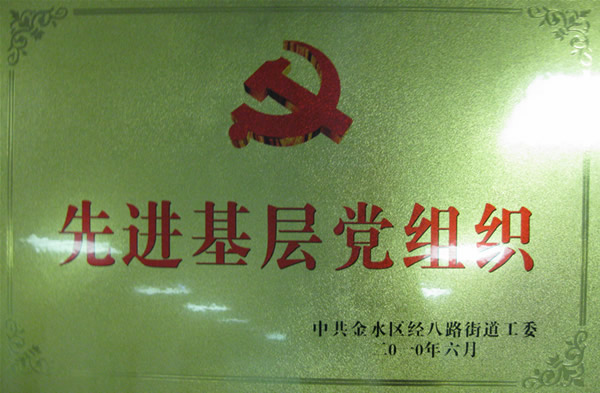 先进基层党组织
中共金水区经八路街道工委
二0一0年六月